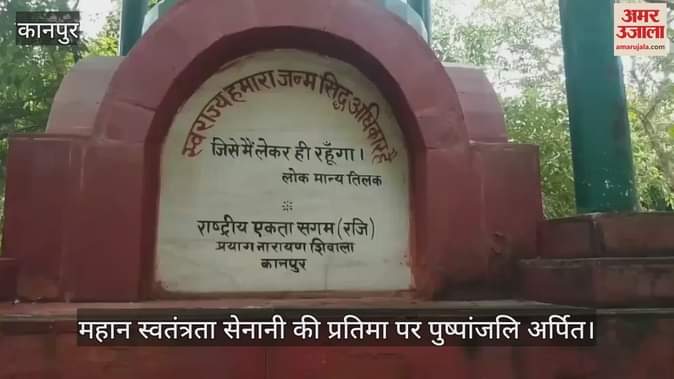 कानपुर
अमर
उजाला
amarujala.com
स्वराज्य हमारा जन्म सिद्ध अधिकार है
जिसे मैं लेकर ही रहूँगा।
लोक मान्य तिलक
राष्ट्रीय एकता सगम (रजि)
प्रयाग नारायण शिवाला
कानपुर
महान स्वतंत्रता सेनानी की प्रतिमा पर पुष्पांजलि अर्पित।